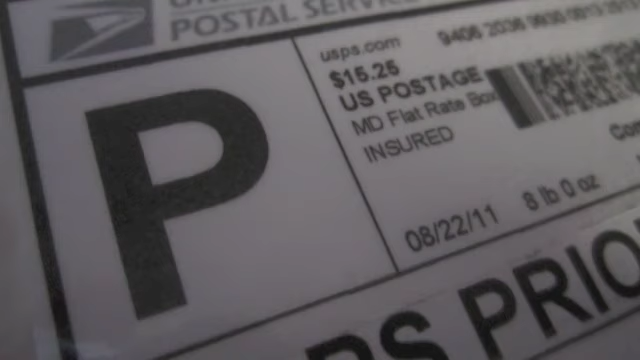 POSTAL SERVICE
P
usps.com
$15.25
US POSTAGE
MD Flat Rate Box
INSURED
08/22/11 8 lb 0 oz
PS PRIO